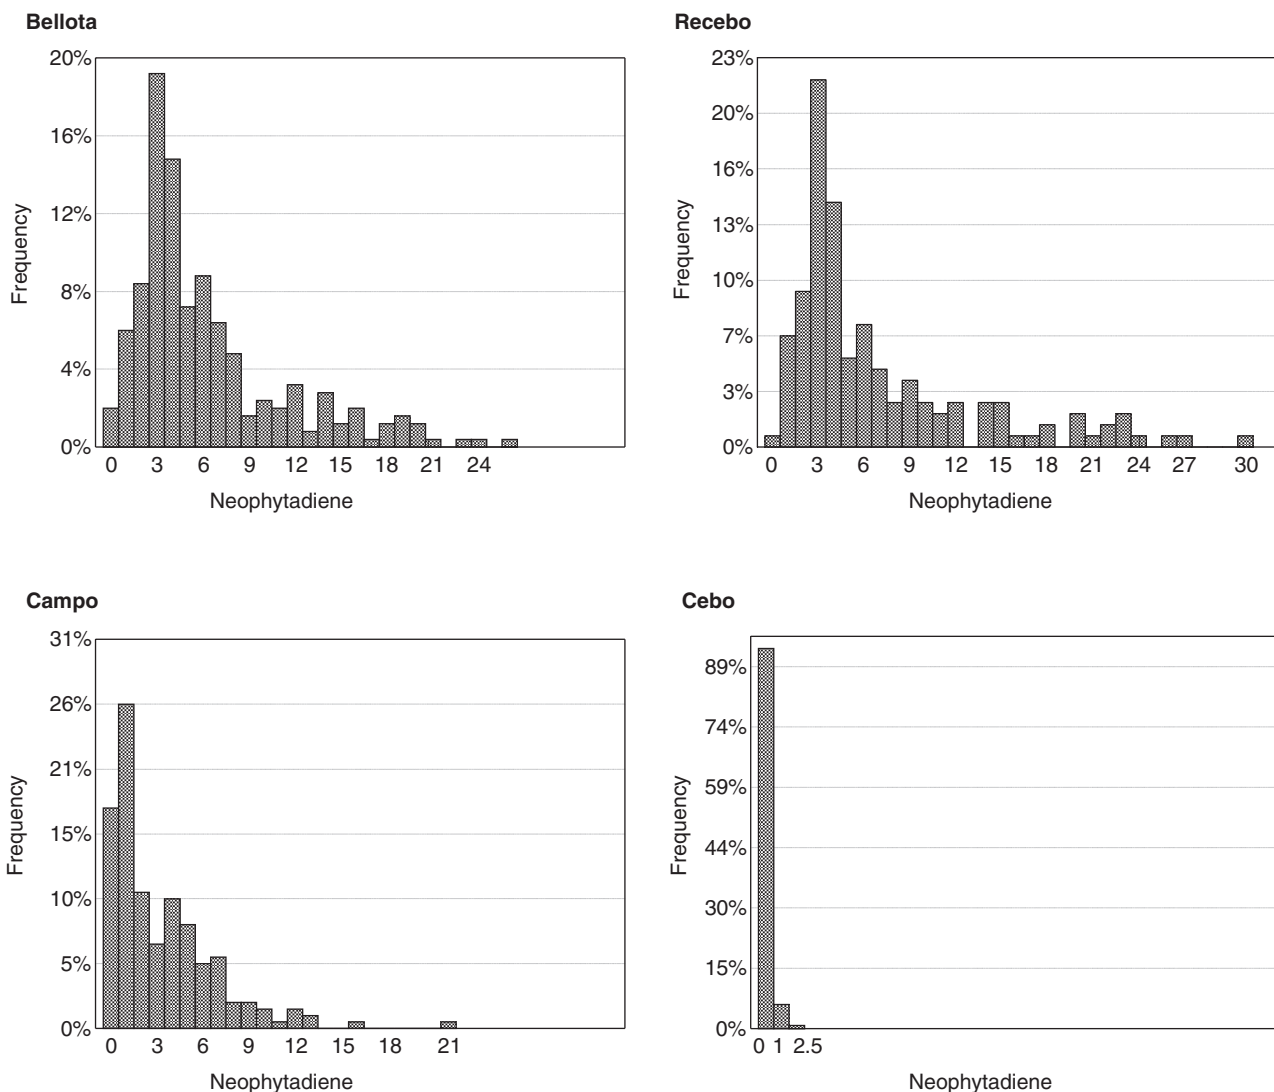 Bellota
20%
16%
12%
8%
4%
0%
Frequency
0 3 6 9 12 15 18 21 24
Neophytadiene
Recebo
23%
20%
16%
13%
10%
7%
3%
0%
Frequency
0 3 6 9 12 15 18 21 24 27 30
Neophytadiene
Campo
31%
26%
21%
15%
10%
5%
0%
Frequency
0 3 6 9 12 15 18 21
Neophytadiene
Cebo
89%
74%
59%
44%
30%
15%
0%
Frequency
0 1 2.5
Neophytadiene